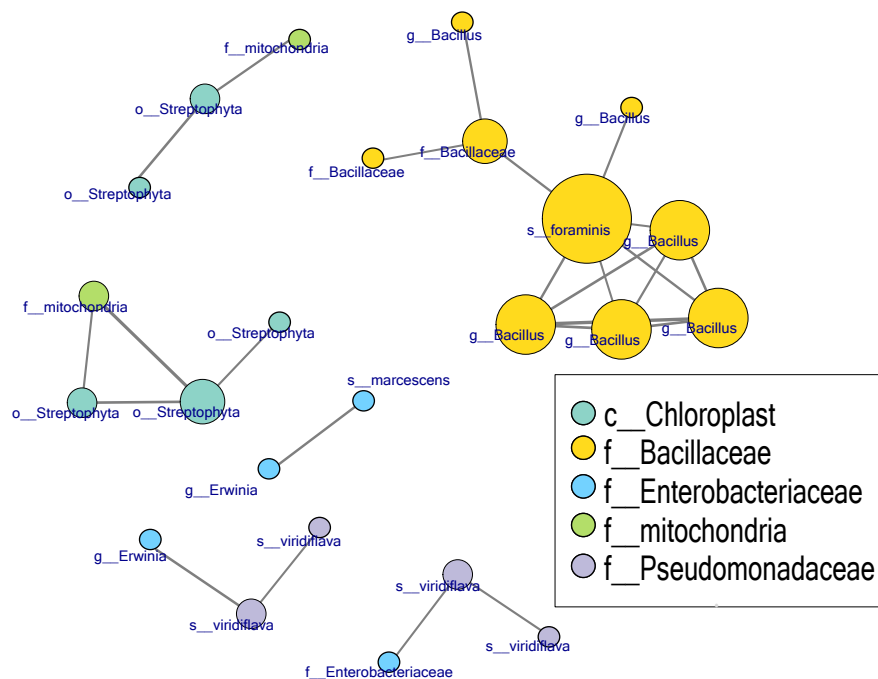 g__Bacillus
f__mitochondria
o__Streptophyta
g__Bacillus
f__Bacillaceae
f__Bacillaceae
o__Streptophyta
s__foraminis
g__Bacillus
f__mitochondria
o__Streptophyta
g__Bacillus
g__Bacillus
g__Bacillus
s__marcescens
o__Streptophyta
o__Streptophyta
g__Erwinia
c__Chloroplast
f__Bacillaceae
f__Enterobacteriaceae
f__mitochondria
f__Pseudomonadaceae
g__Erwinia
s__viridiflava
s__viridiflava
s__viridiflava
s__viridiflava
f__Enterobacteriaceae